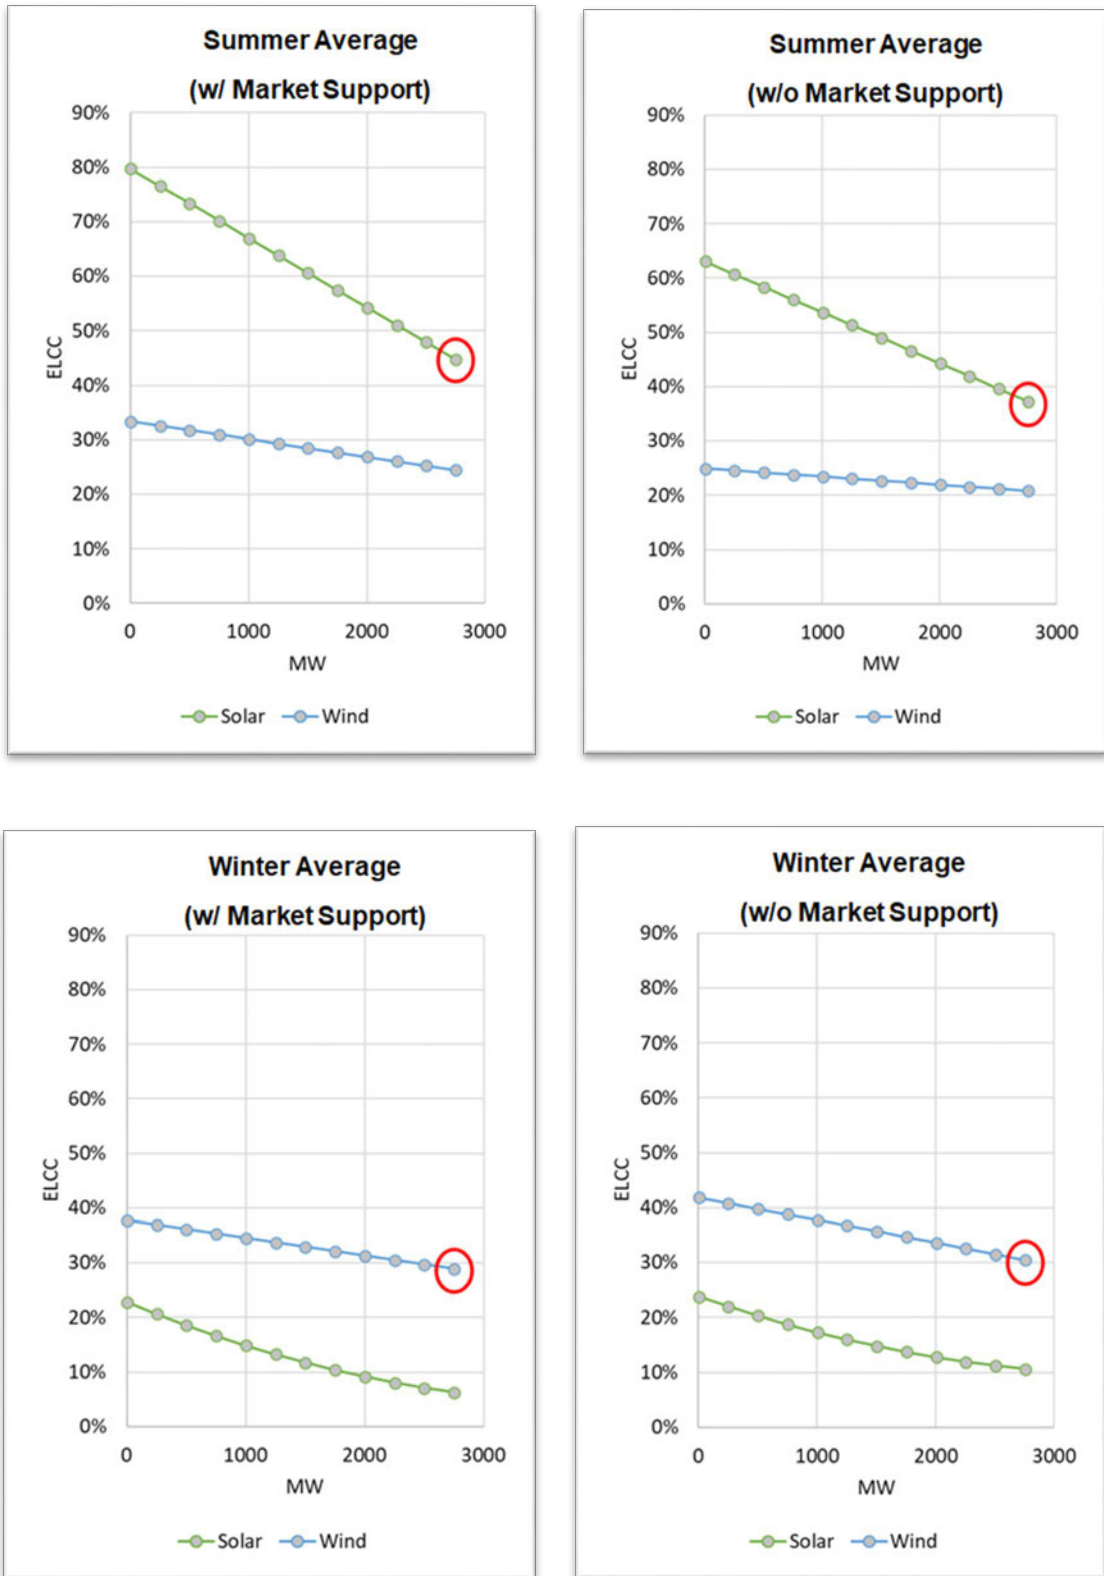 Summer Average
(w/ Market Support)
90%
80%
70%
60%
50%
40%
30%
20%
10%
0%
ELCC
0 1000 2000 3000
MW
Solar Wind
Summer Average
(w/o Market Support)
90%
80%
70%
60%
50%
40%
30%
20%
10%
0%
ELCC
0 1000 2000 3000
MW
Solar Wind
Winter Average
(w/ Market Support)
90%
80%
70%
60%
50%
40%
30%
20%
10%
0%
ELCC
0 1000 2000 3000
MW
Solar Wind
Winter Average
(w/o Market Support)
90%
80%
70%
60%
50%
40%
30%
20%
10%
0%
ELCC
0 1000 2000 3000
MW
Solar Wind